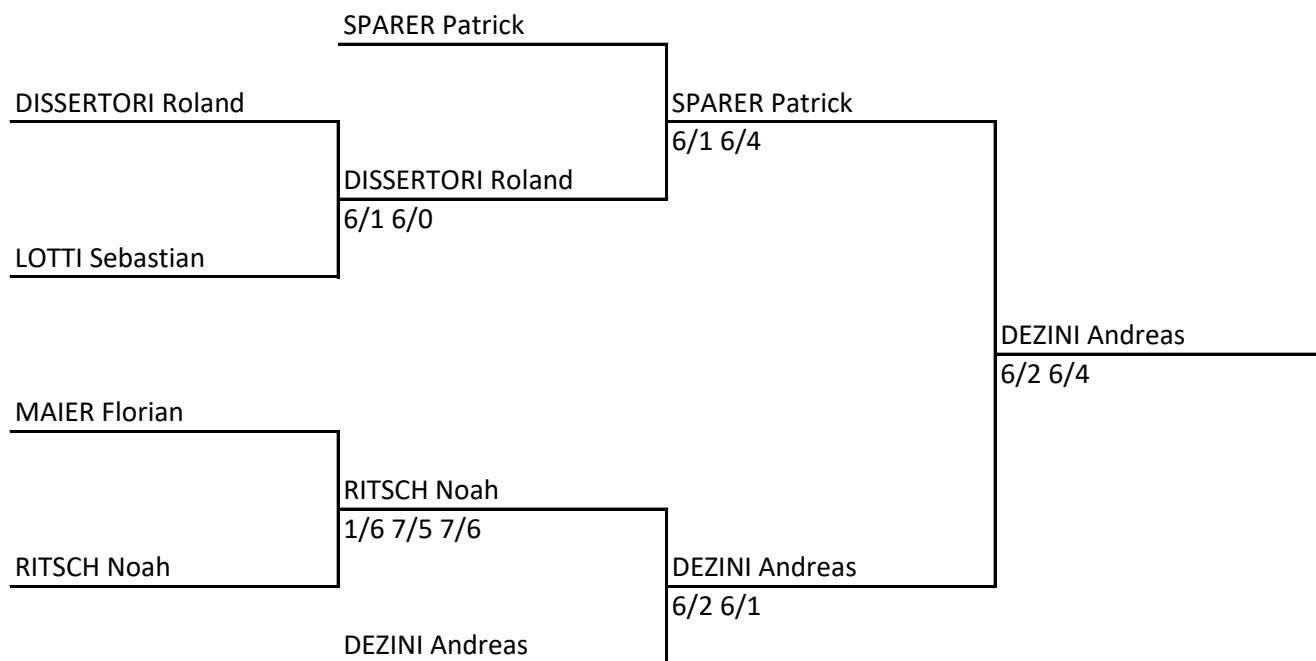 SPARER Patrick
DISSERTORI Roland
SPARER Patrick
6/1 6/4
DISSERTORI Roland
6/1 6/0
LOTTI Sebastian
DEZINI Andreas
6/2 6/4
MAIER Florian
RITSCH Noah
1/6 7/5 7/6
RITSCH Noah
DEZINI Andreas
6/2 6/1
DEZINI Andreas